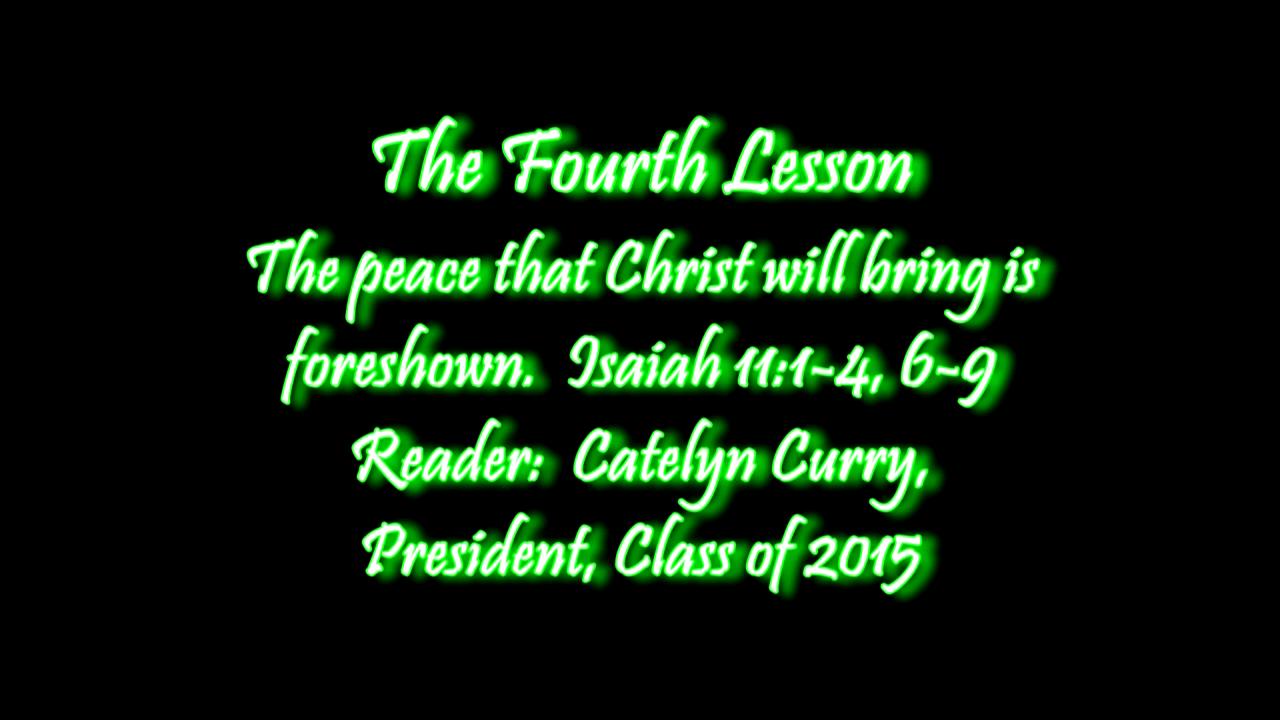 The Fourth Lesson
The peace that Christ will bring is
foreshown.  Isaiah 11:1-4, 6-9
Reader:  Catelyn Curry,
President, Class of 2015